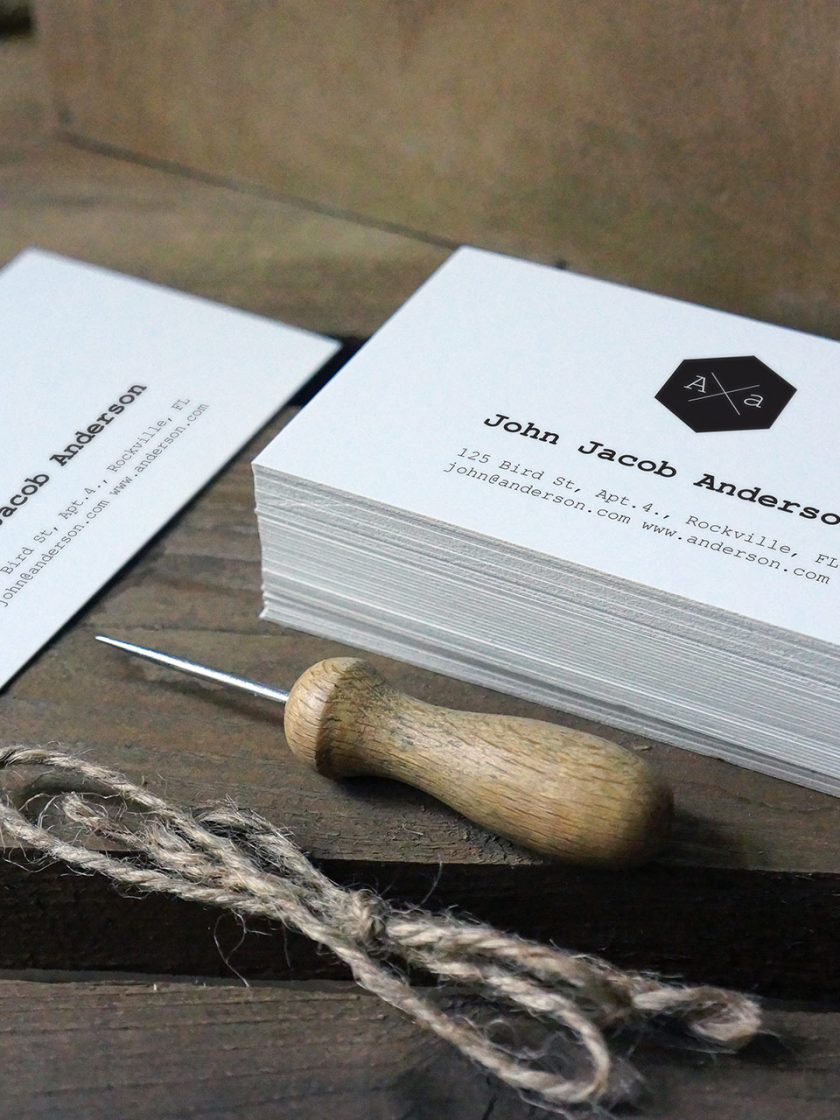 Jacob Anderson
Bird St, Apt.4., Rockville, FL
john@anderson.com www.anderson.com
A a
John Jacob Anderso
125 Bird St, Apt.4., Rockville, FL
john@anderson.com www.anderson.com